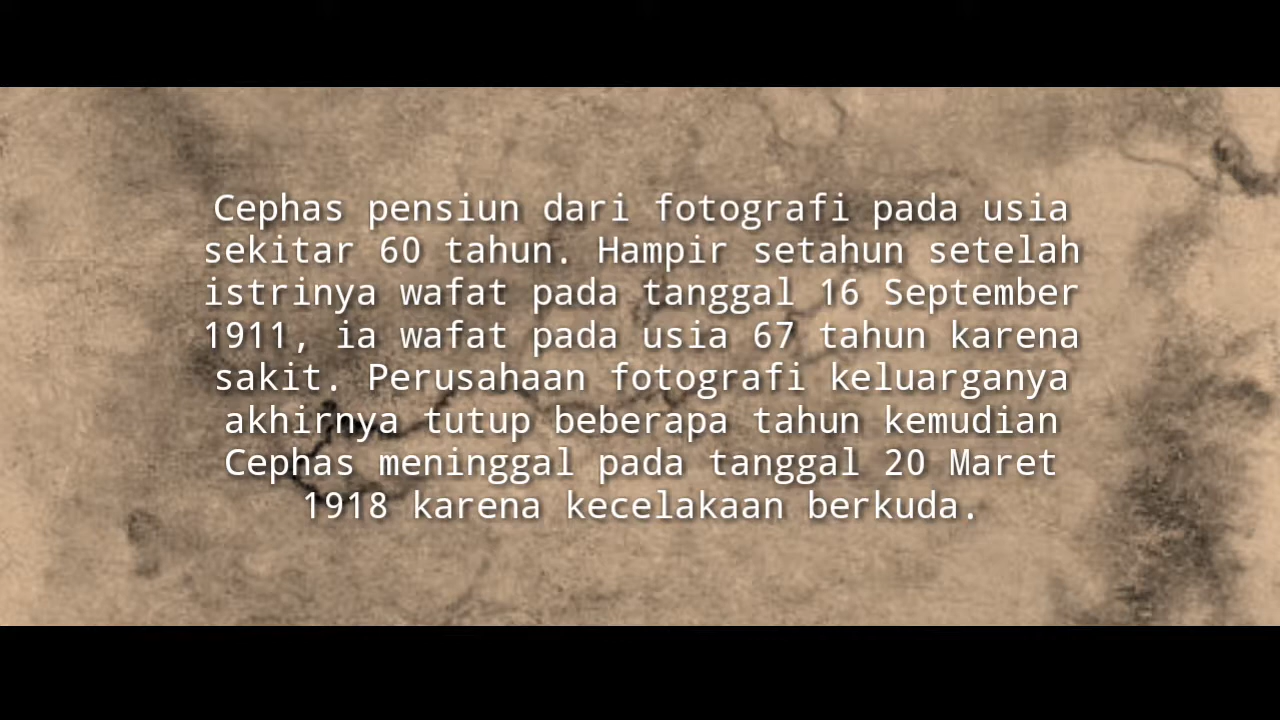 Cephas pensiun dari fotografi pada usia
sekitar 60 tahun. Hampir setahun setelah
istrinya wafat pada tanggal 16 September
1911, ia wafat pada usia 67 tahun karena
sakit. Perusahaan fotografi keluarganya
akhirnya tutup beberapa tahun kemudian
Cephas meninggal pada tanggal 20 Maret
1918 karena kecelakaan berkuda.